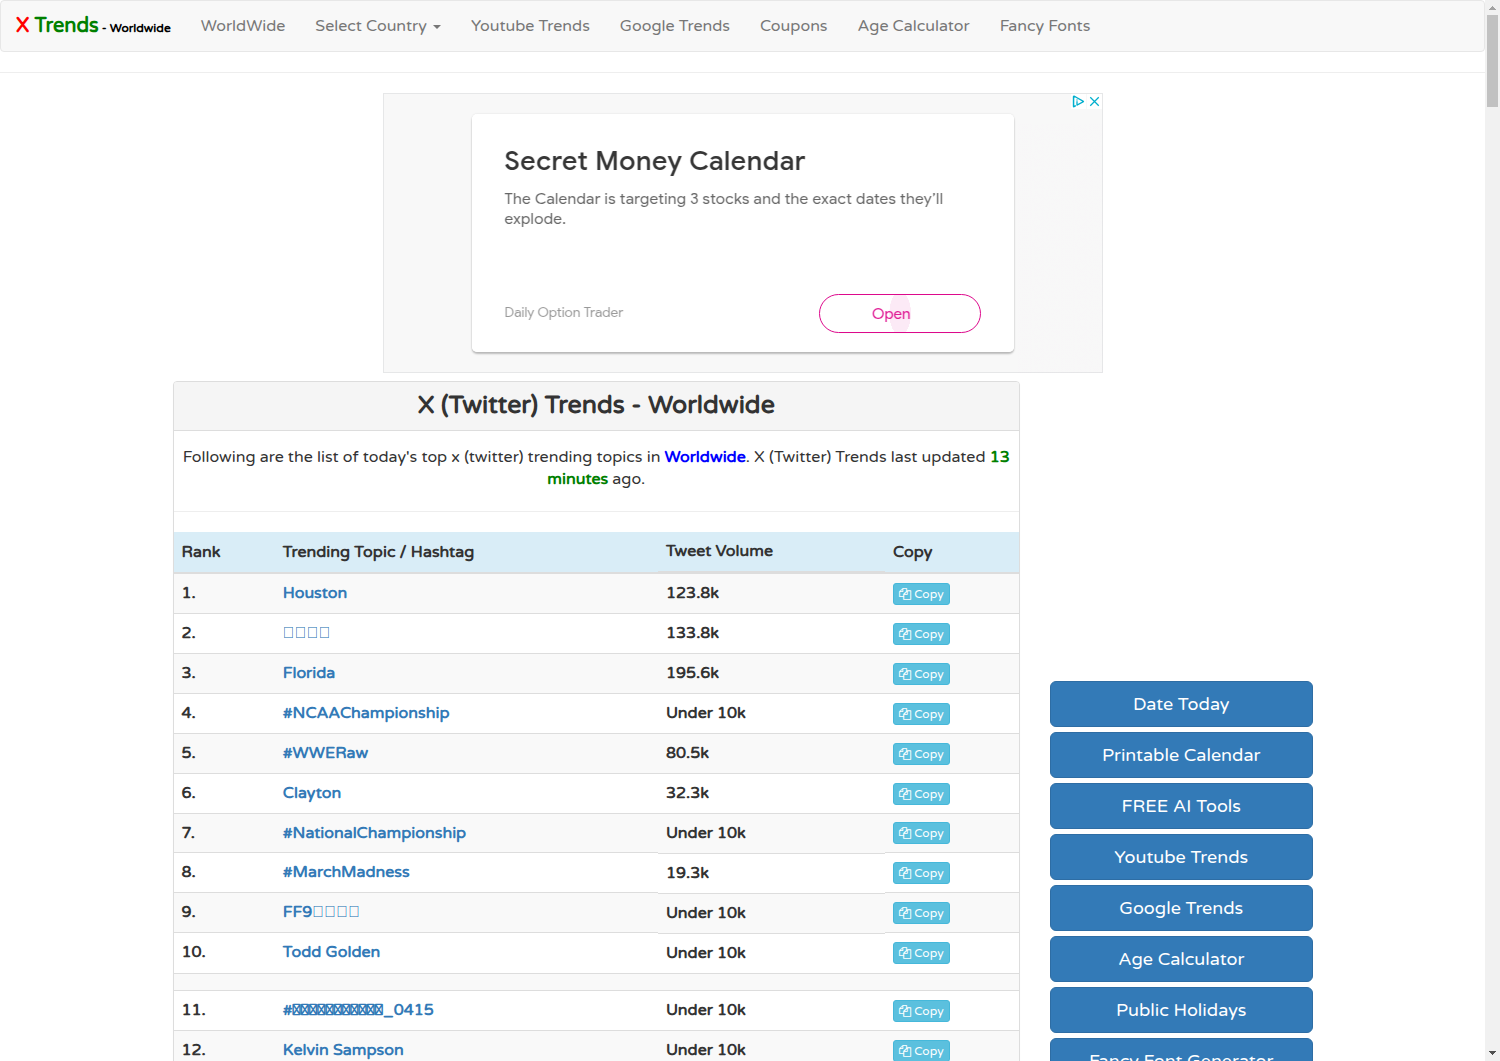 X Trends - Worldwide WorldWide Select Country Youtube Trends Google Trends Coupons Age Calculator Fancy Fonts
Secret Money Calendar
The Calendar is targeting 3 stocks and the exact dates they'll
explode.
Daily Option Trader Open
X (Twitter) Trends - Worldwide
Following are the list of today's top x (twitter) trending topics in Worldwide. X (Twitter) Trends last updated 13
minutes ago.
Rank Trending Topic / Hashtag Tweet Volume Copy
1. Houston 123.8k Copy
2. 133.8k Copy
3. Florida 195.6k Copy
4. #NCAAChampionship Under 10k Copy
5. #WWERaw 80.5k Copy
6. Clayton 32.3k Copy
7. #NationalChampionship Under 10k Copy
8. #MarchMadness 19.3k Copy
9. FF9 Under 10k Copy
10. Todd Golden Under 10k Copy
11. #_0415 Under 10k Copy
12. Kelvin Sampson Under 10k Copy
Date Today
Printable Calendar
FREE AI Tools
Youtube Trends
Google Trends
Age Calculator
Public Holidays
Fancy Font Generator